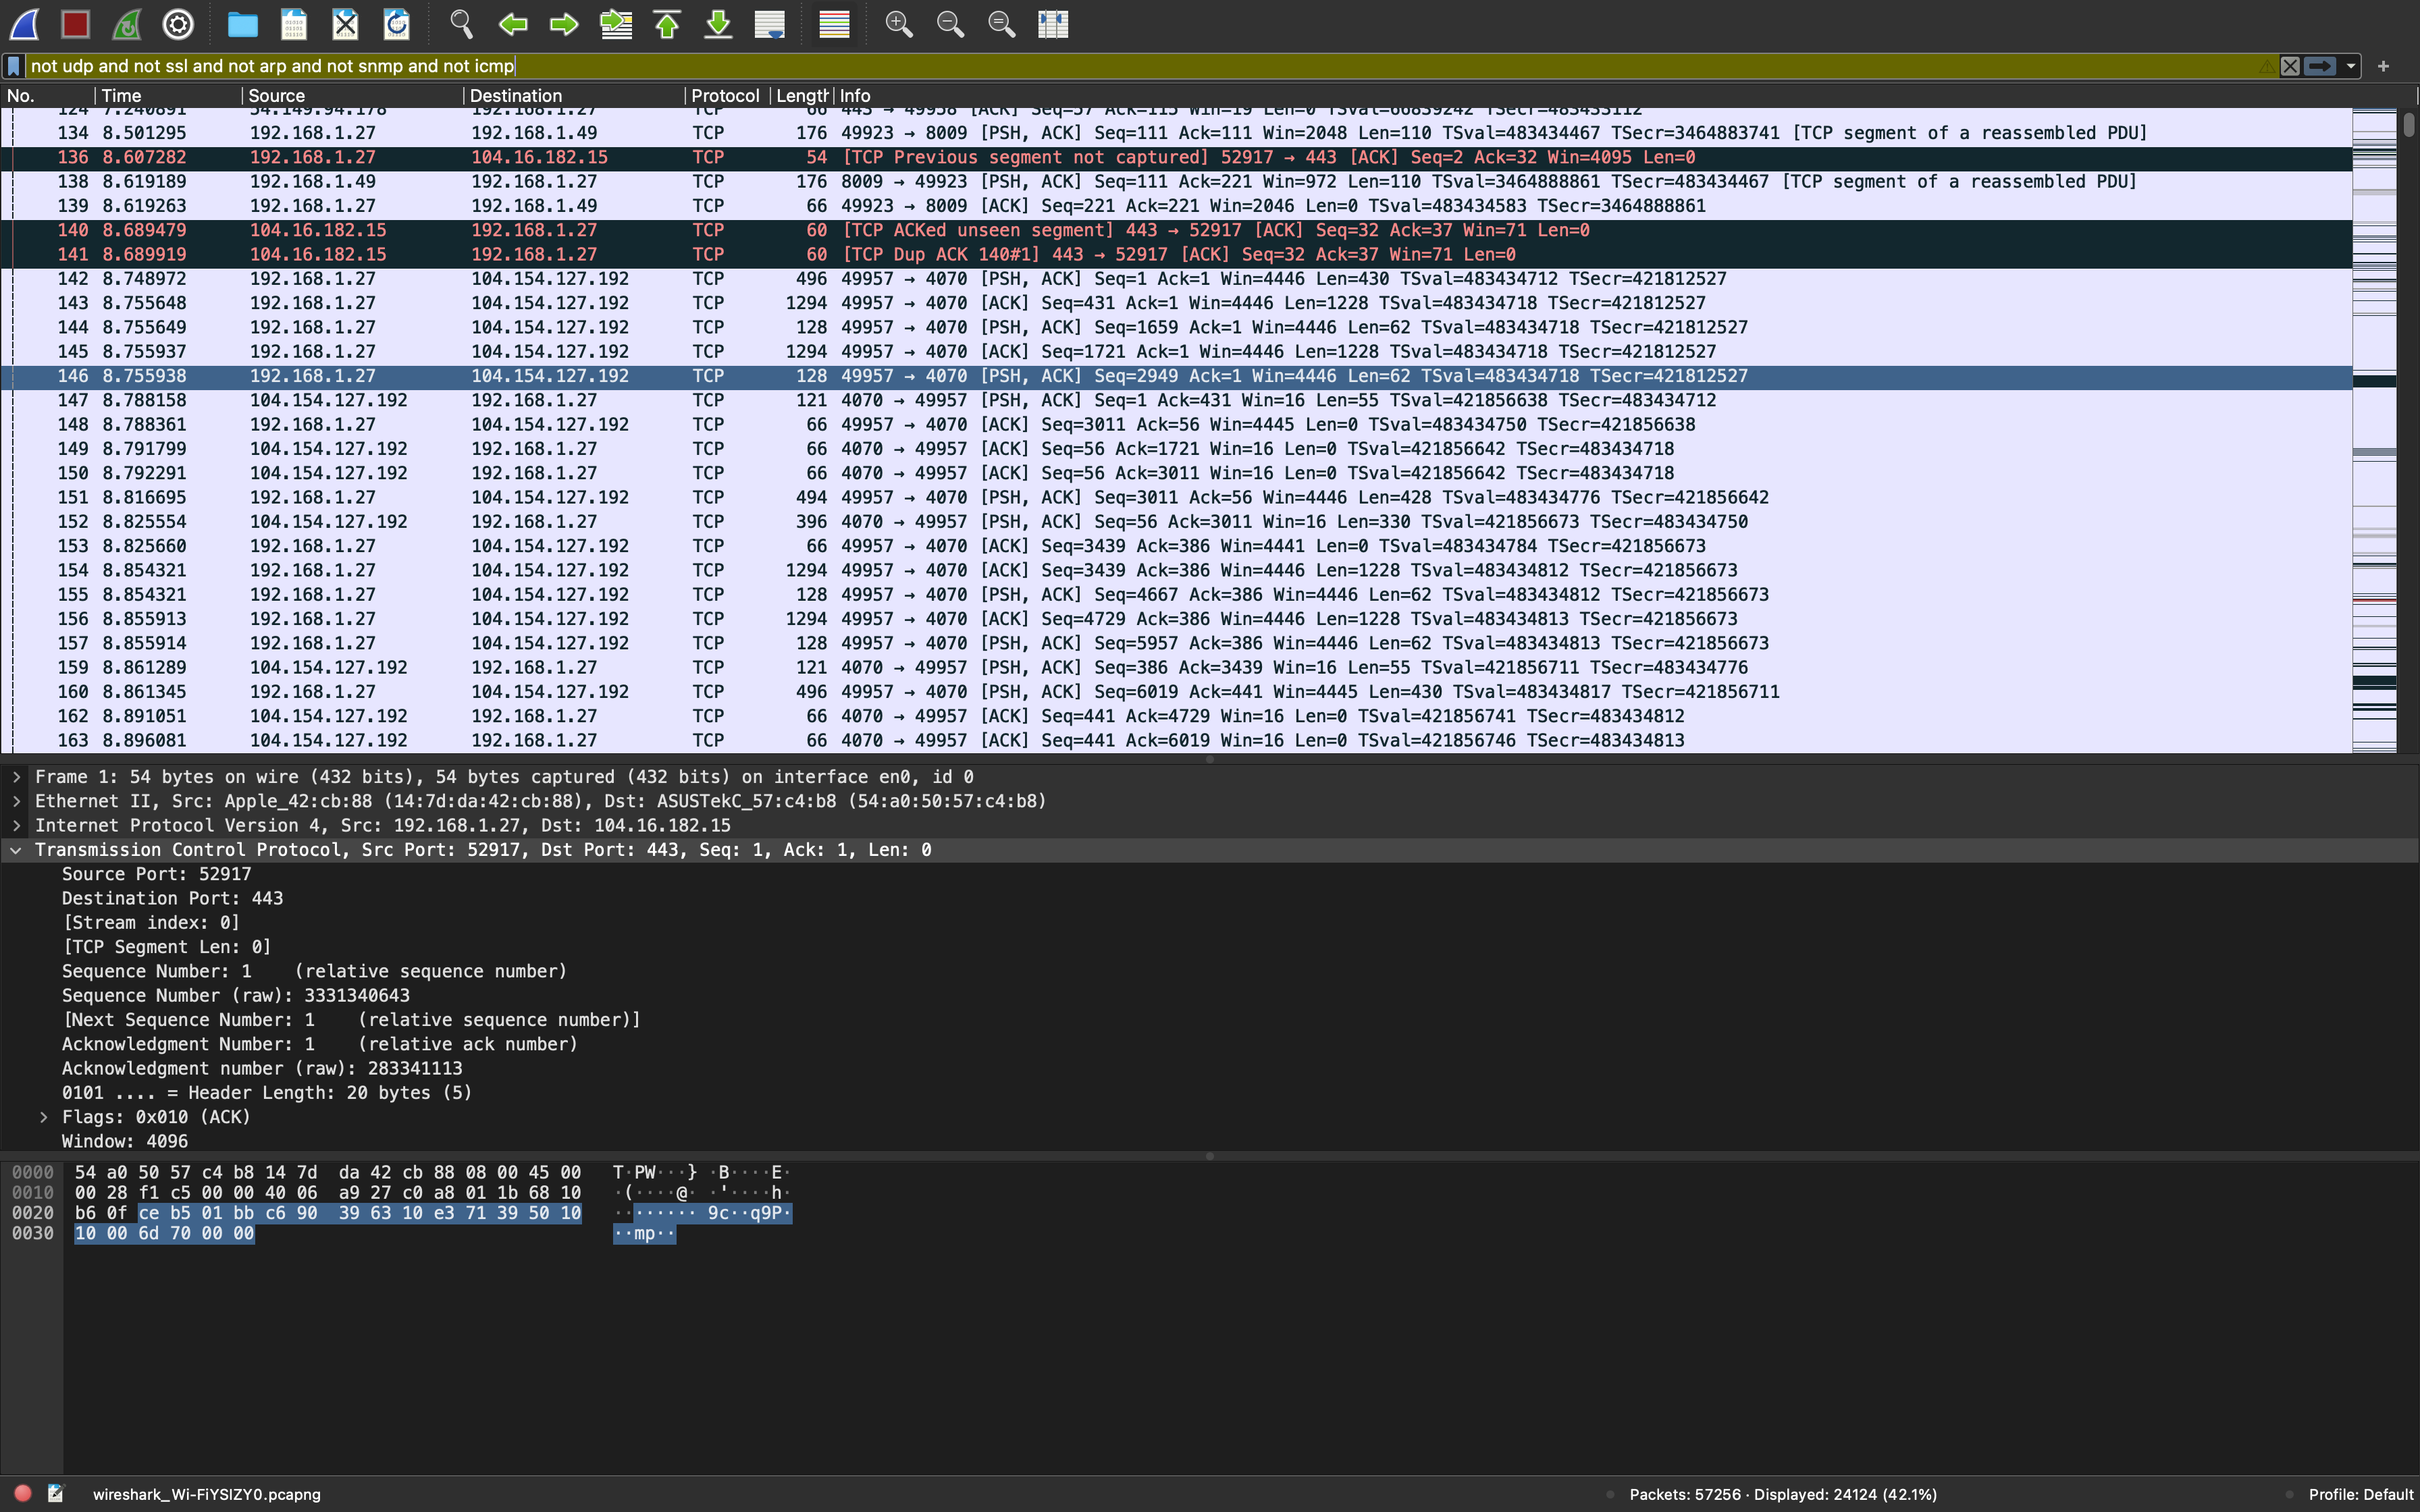 not udp and not ssl and not arp and not snmp and not icmp
No. Time Source Destination Protocol Length Info
124 7.240891 54.149.94.178 192.168.1.27 TCP 66 443 → 49958 [ACK] Seq=37 Ack=115 Win=19 Len=0 TSval=66839242 TSecr=483433112
134 8.501295 192.168.1.27 192.168.1.49 TCP 176 49923 → 8009 [PSH, ACK] Seq=111 Ack=111 Win=2048 Len=110 TSval=483434467 TSecr=3464883741 [TCP segment of a reassembled PDU]
136 8.607282 192.168.1.27 104.16.182.15 TCP 54 [TCP Previous segment not captured] 52917 → 443 [ACK] Seq=2 Ack=32 Win=4095 Len=0
138 8.619189 192.168.1.49 192.168.1.27 TCP 176 8009 → 49923 [PSH, ACK] Seq=111 Ack=221 Win=972 Len=110 TSval=3464888861 TSecr=483434467 [TCP segment of a reassembled PDU]
139 8.619263 192.168.1.27 192.168.1.49 TCP 66 49923 → 8009 [ACK] Seq=221 Ack=221 Win=2046 Len=0 TSval=483434583 TSecr=3464888861
140 8.689479 104.16.182.15 192.168.1.27 TCP 60 [TCP ACKed unseen segment] 443 → 52917 [ACK] Seq=32 Ack=37 Win=71 Len=0
141 8.689919 104.16.182.15 192.168.1.27 TCP 60 [TCP Dup ACK 140#1] 443 → 52917 [ACK] Seq=32 Ack=37 Win=71 Len=0
142 8.748972 192.168.1.27 104.154.127.192 TCP 496 49957 → 4070 [PSH, ACK] Seq=1 Ack=1 Win=4446 Len=430 TSval=483434712 TSecr=421812527
143 8.755648 192.168.1.27 104.154.127.192 TCP 1294 49957 → 4070 [ACK] Seq=431 Ack=1 Win=4446 Len=1228 TSval=483434718 TSecr=421812527
144 8.755649 192.168.1.27 104.154.127.192 TCP 128 49957 → 4070 [PSH, ACK] Seq=1659 Ack=1 Win=4446 Len=62 TSval=483434718 TSecr=421812527
145 8.755937 192.168.1.27 104.154.127.192 TCP 1294 49957 → 4070 [ACK] Seq=1721 Ack=1 Win=4446 Len=1228 TSval=483434718 TSecr=421812527
146 8.755938 192.168.1.27 104.154.127.192 TCP 128 49957 → 4070 [PSH, ACK] Seq=2949 Ack=1 Win=4446 Len=62 TSval=483434718 TSecr=421812527
147 8.788158 104.154.127.192 192.168.1.27 TCP 121 4070 → 49957 [PSH, ACK] Seq=1 Ack=431 Win=16 Len=55 TSval=421856638 TSecr=483434712
148 8.788361 192.168.1.27 104.154.127.192 TCP 66 49957 → 4070 [ACK] Seq=3011 Ack=56 Win=4445 Len=0 TSval=483434750 TSecr=421856638
149 8.791799 104.154.127.192 192.168.1.27 TCP 66 4070 → 49957 [ACK] Seq=56 Ack=1721 Win=16 Len=0 TSval=421856642 TSecr=483434718
150 8.792291 104.154.127.192 192.168.1.27 TCP 66 4070 → 49957 [ACK] Seq=56 Ack=3011 Win=16 Len=0 TSval=421856642 TSecr=483434718
151 8.816695 192.168.1.27 104.154.127.192 TCP 494 49957 → 4070 [PSH, ACK] Seq=3011 Ack=56 Win=4446 Len=428 TSval=483434776 TSecr=421856642
152 8.825554 104.154.127.192 192.168.1.27 TCP 396 4070 → 49957 [PSH, ACK] Seq=56 Ack=3011 Win=16 Len=330 TSval=421856673 TSecr=483434750
153 8.825660 192.168.1.27 104.154.127.192 TCP 66 49957 → 4070 [ACK] Seq=3439 Ack=386 Win=4441 Len=0 TSval=483434784 TSecr=421856673
154 8.854321 192.168.1.27 104.154.127.192 TCP 1294 49957 → 4070 [ACK] Seq=3439 Ack=386 Win=4446 Len=1228 TSval=483434812 TSecr=421856673
155 8.854321 192.168.1.27 104.154.127.192 TCP 128 49957 → 4070 [PSH, ACK] Seq=4667 Ack=386 Win=4446 Len=62 TSval=483434812 TSecr=421856673
156 8.855913 192.168.1.27 104.154.127.192 TCP 1294 49957 → 4070 [ACK] Seq=4729 Ack=386 Win=4446 Len=1228 TSval=483434813 TSecr=421856673
157 8.855914 192.168.1.27 104.154.127.192 TCP 128 49957 → 4070 [PSH, ACK] Seq=5957 Ack=386 Win=4446 Len=62 TSval=483434813 TSecr=421856673
159 8.861289 104.154.127.192 192.168.1.27 TCP 121 4070 → 49957 [PSH, ACK] Seq=386 Ack=3439 Win=16 Len=55 TSval=421856711 TSecr=483434776
160 8.861345 192.168.1.27 104.154.127.192 TCP 496 49957 → 4070 [PSH, ACK] Seq=6019 Ack=441 Win=4445 Len=430 TSval=483434817 TSecr=421856711
162 8.891051 104.154.127.192 192.168.1.27 TCP 66 4070 → 49957 [ACK] Seq=441 Ack=4729 Win=16 Len=0 TSval=421856741 TSecr=483434812
163 8.896081 104.154.127.192 192.168.1.27 TCP 66 4070 → 49957 [ACK] Seq=441 Ack=6019 Win=16 Len=0 TSval=421856746 TSecr=483434813
Frame 1: 54 bytes on wire (432 bits), 54 bytes captured (432 bits) on interface en0, id 0
Ethernet II, Src: Apple_42:cb:88 (14:7d:da:42:cb:88), Dst: ASUSTekC_57:c4:b8 (54:a0:50:57:c4:b8)
Internet Protocol Version 4, Src: 192.168.1.27, Dst: 104.16.182.15
Transmission Control Protocol, Src Port: 52917, Dst Port: 443, Seq: 1, Ack: 1, Len: 0
Source Port: 52917
Destination Port: 443
[Stream index: 0]
[TCP Segment Len: 0]
Sequence Number: 1 (relative sequence number)
Sequence Number (raw): 3331340643
[Next Sequence Number: 1 (relative sequence number)]
Acknowledgment Number: 1 (relative ack number)
Acknowledgment number (raw): 283341113
0101 .... = Header Length: 20 bytes (5)
Flags: 0x010 (ACK)
Window: 4096
0000 54 a0 50 57 c4 b8 14 7d da 42 cb 88 08 00 45 00 T·PW···} ·B····E·
0010 00 28 f1 c5 00 00 40 06 a9 27 c0 a8 01 1b 68 10 ·(····@· ·'····h·
0020 b6 0f ce b5 01 bb c6 90 39 63 10 e3 71 39 50 10 ········ 9c··q9P·
0030 10 00 6d 70 00 00 ··mp··
wireshark_Wi-FiYSIZY0.pcapng
Packets: 57256 · Displayed: 24124 (42.1%)
Profile: Default